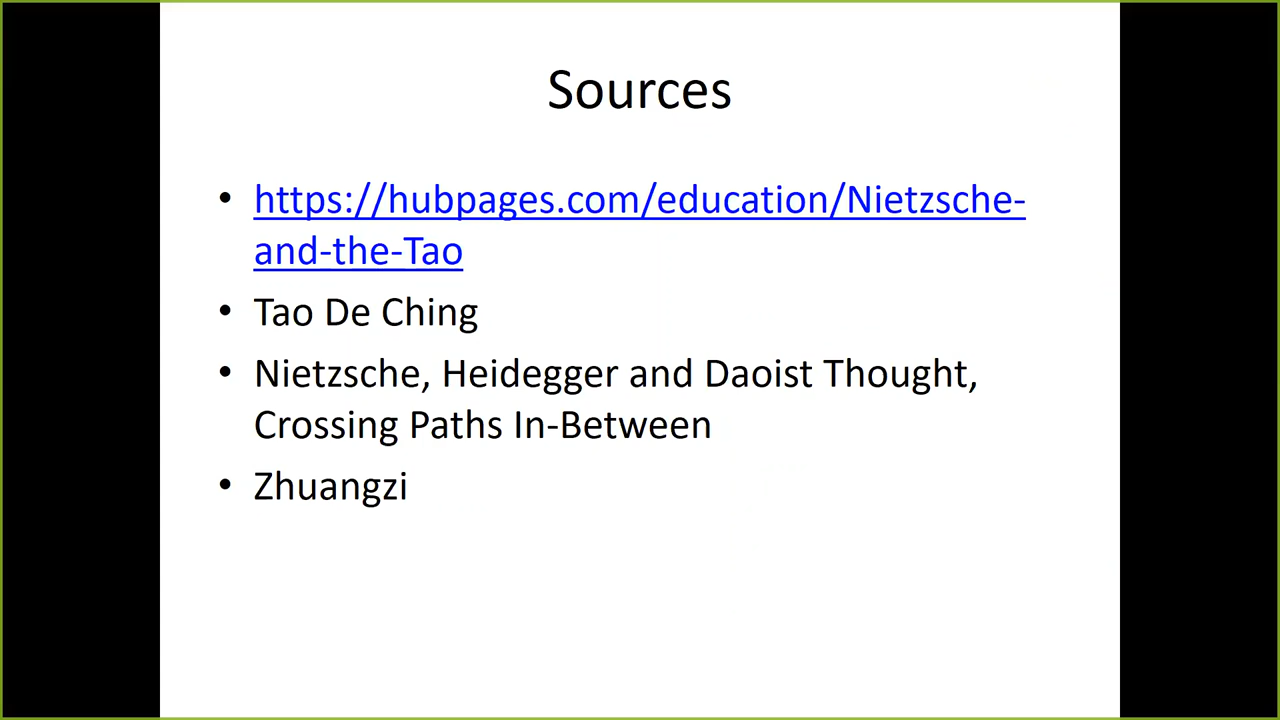 Sources
• https://hubpages.com/education/Nietzsche-
and-the-Tao
• Tao De Ching
• Nietzsche, Heidegger and Daoist Thought,
Crossing Paths In-Between
• Zhuangzi